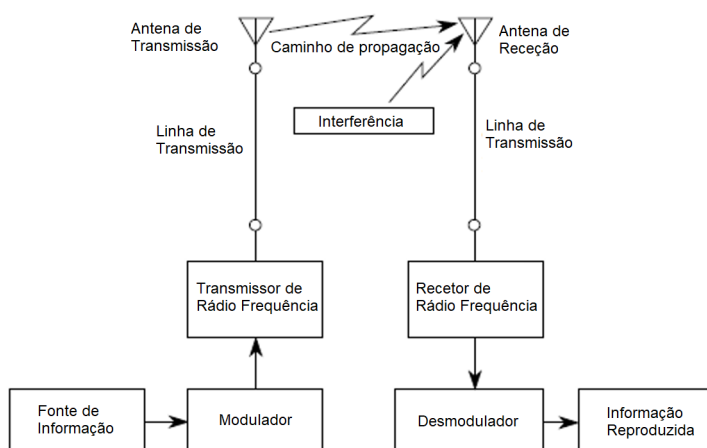 Antena de
Transmissão
Caminho de propagação
Antena de
Receção
Interferência
Linha de
Transmissão
Linha de
Transmissão
Transmissor de
Rádio Frequência
Recetor de
Rádio Frequência
Fonte de
Informação
Modulador
Desmodulador
Informação
Reproduzida